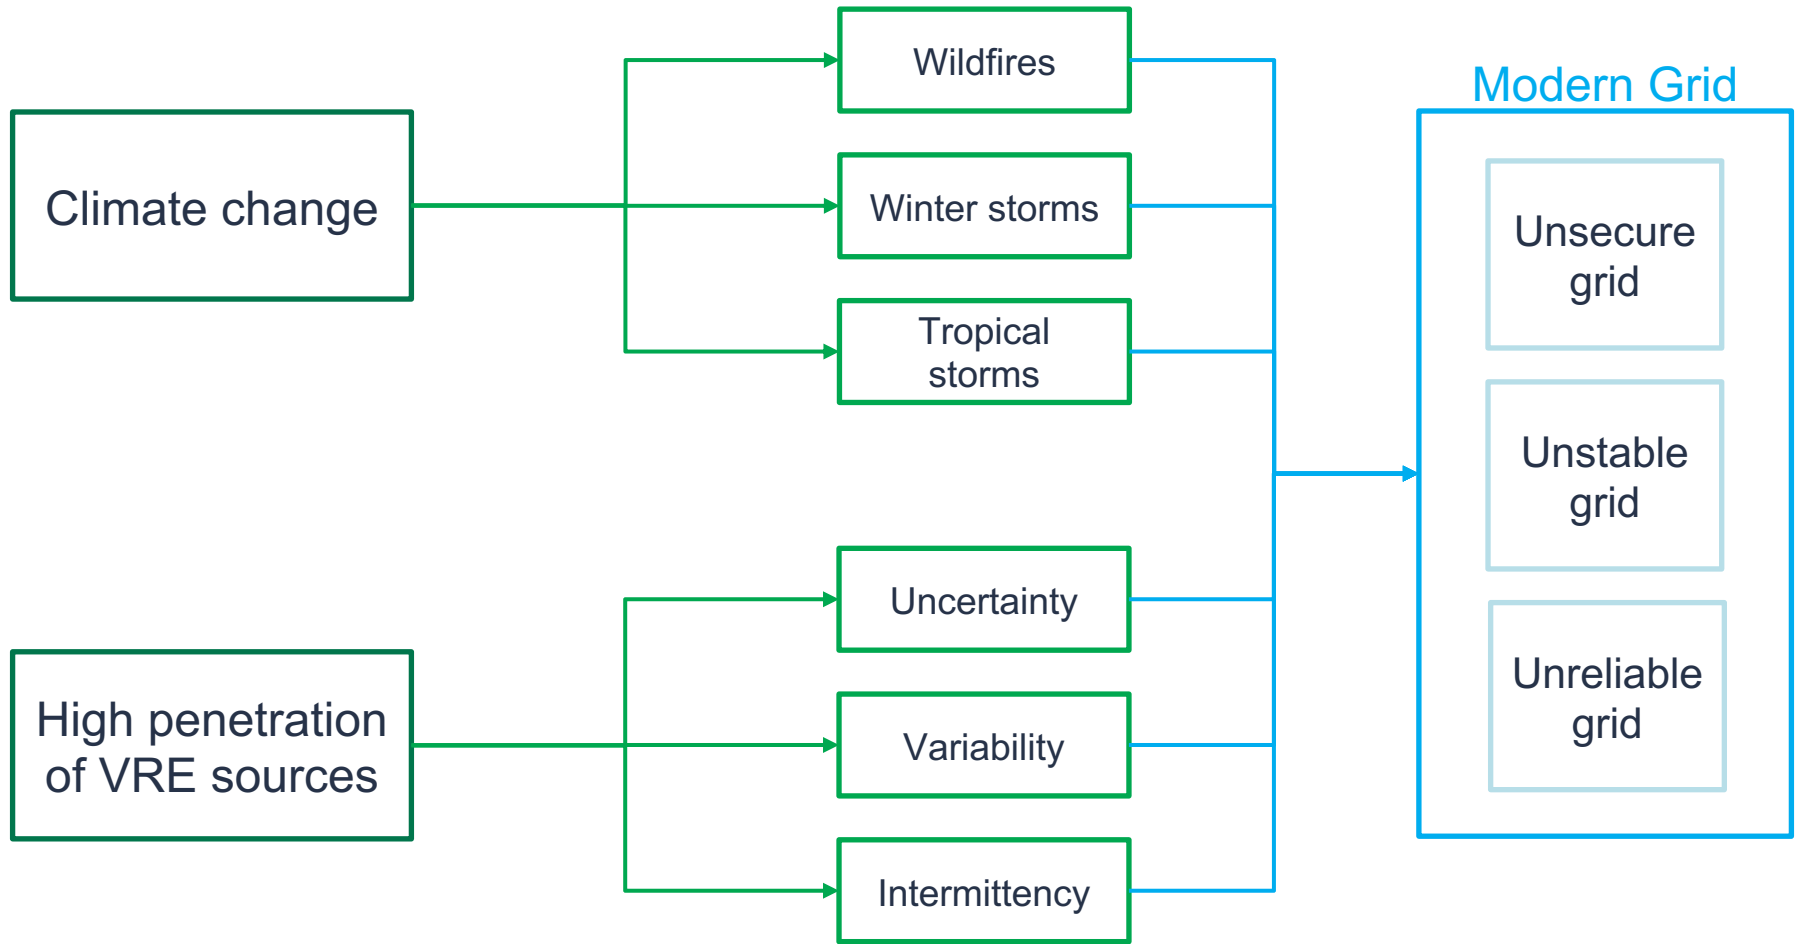 Climate change
High penetration
of VRE sources
Wildfires
Winter storms
Tropical
storms
Uncertainty
Variability
Intermittency
Modern Grid
Unsecure
grid
Unstable
grid
Unreliable
grid